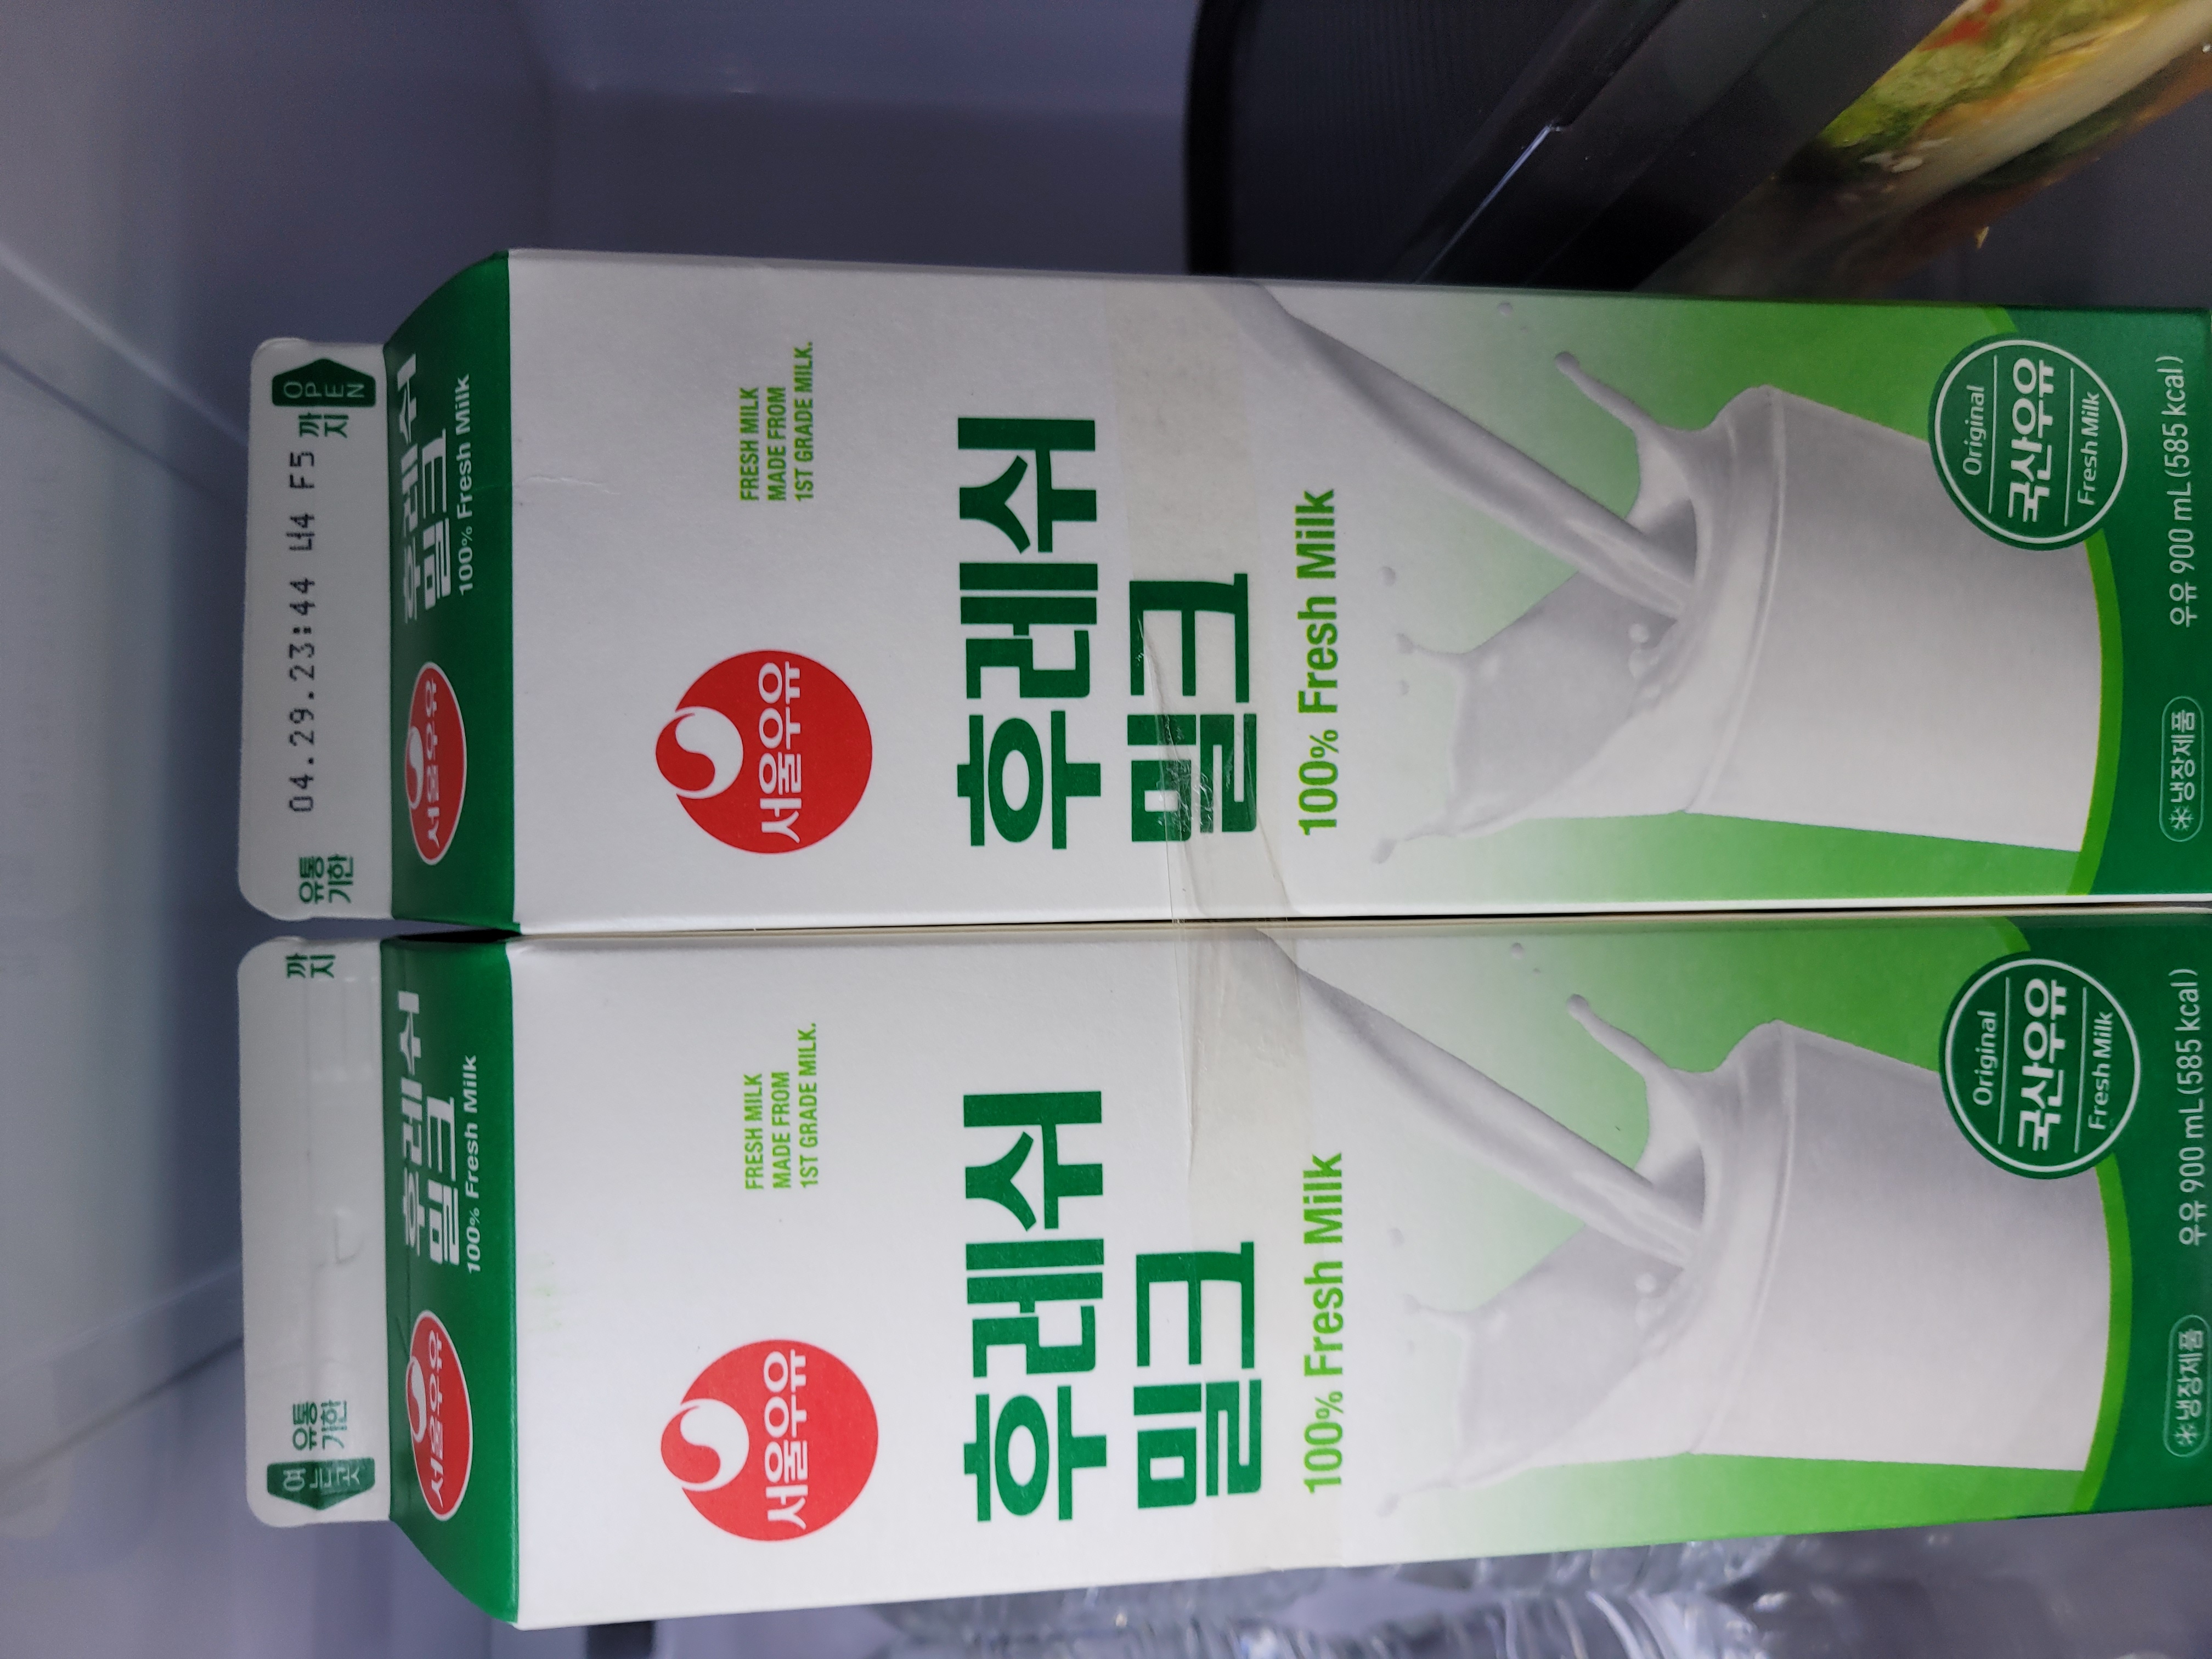 유통
기한
04.29.23:44 너4 F5
까
지
OPEN
서울우유
후레쉬
밀크
100% Fresh Milk
서울우유
FRESH MILK
MADE FROM
1ST GRADE MILK.
후레쉬
밀크
100% Fresh Milk
Original
국산우유
Fresh Milk
냉장제품
우유 900 mL(585 kcal)
여는곳
유통
기한
까
지
서울우유
후레쉬
밀크
100% Fresh Milk
서울우유
FRESH MILK
MADE FROM
1ST GRADE MILK.
후레쉬
밀크
100% Fresh Milk
Original
국산우유
Fresh Milk
냉장제품
우유 900 mL(585 kcal)